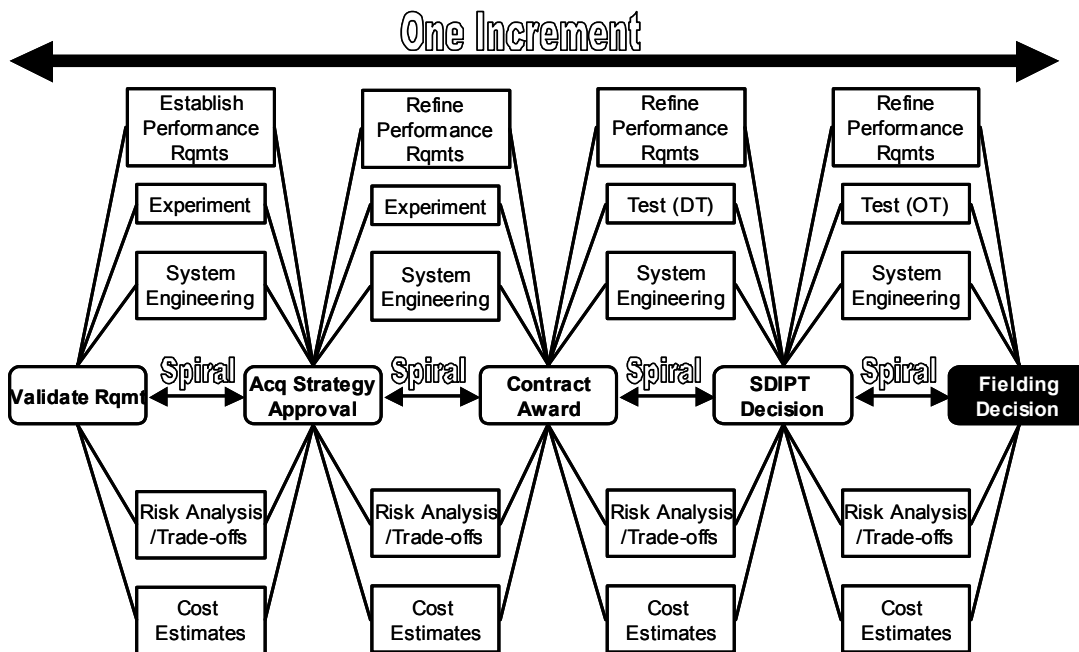 One Increment
Establish
Performance
Rqmts
Refine
Performance
Rqmts
Refine
Performance
Rqmts
Refine
Performance
Rqmts
Experiment
Experiment
Test (DT)
Test (OT)
System
Engineering
System
Engineering
System
Engineering
System
Engineering
Validate Rqmt
Spiral
Acq Strategy
Approval
Spiral
Contract
Award
Spiral
SDIPT
Decision
Spiral
Fielding
Decision
Risk Analysis
/Trade-offs
Risk Analysis
/Trade-offs
Risk Analysis
/Trade-offs
Risk Analysis
/Trade-offs
Cost
Estimates
Cost
Estimates
Cost
Estimates
Cost
Estimates